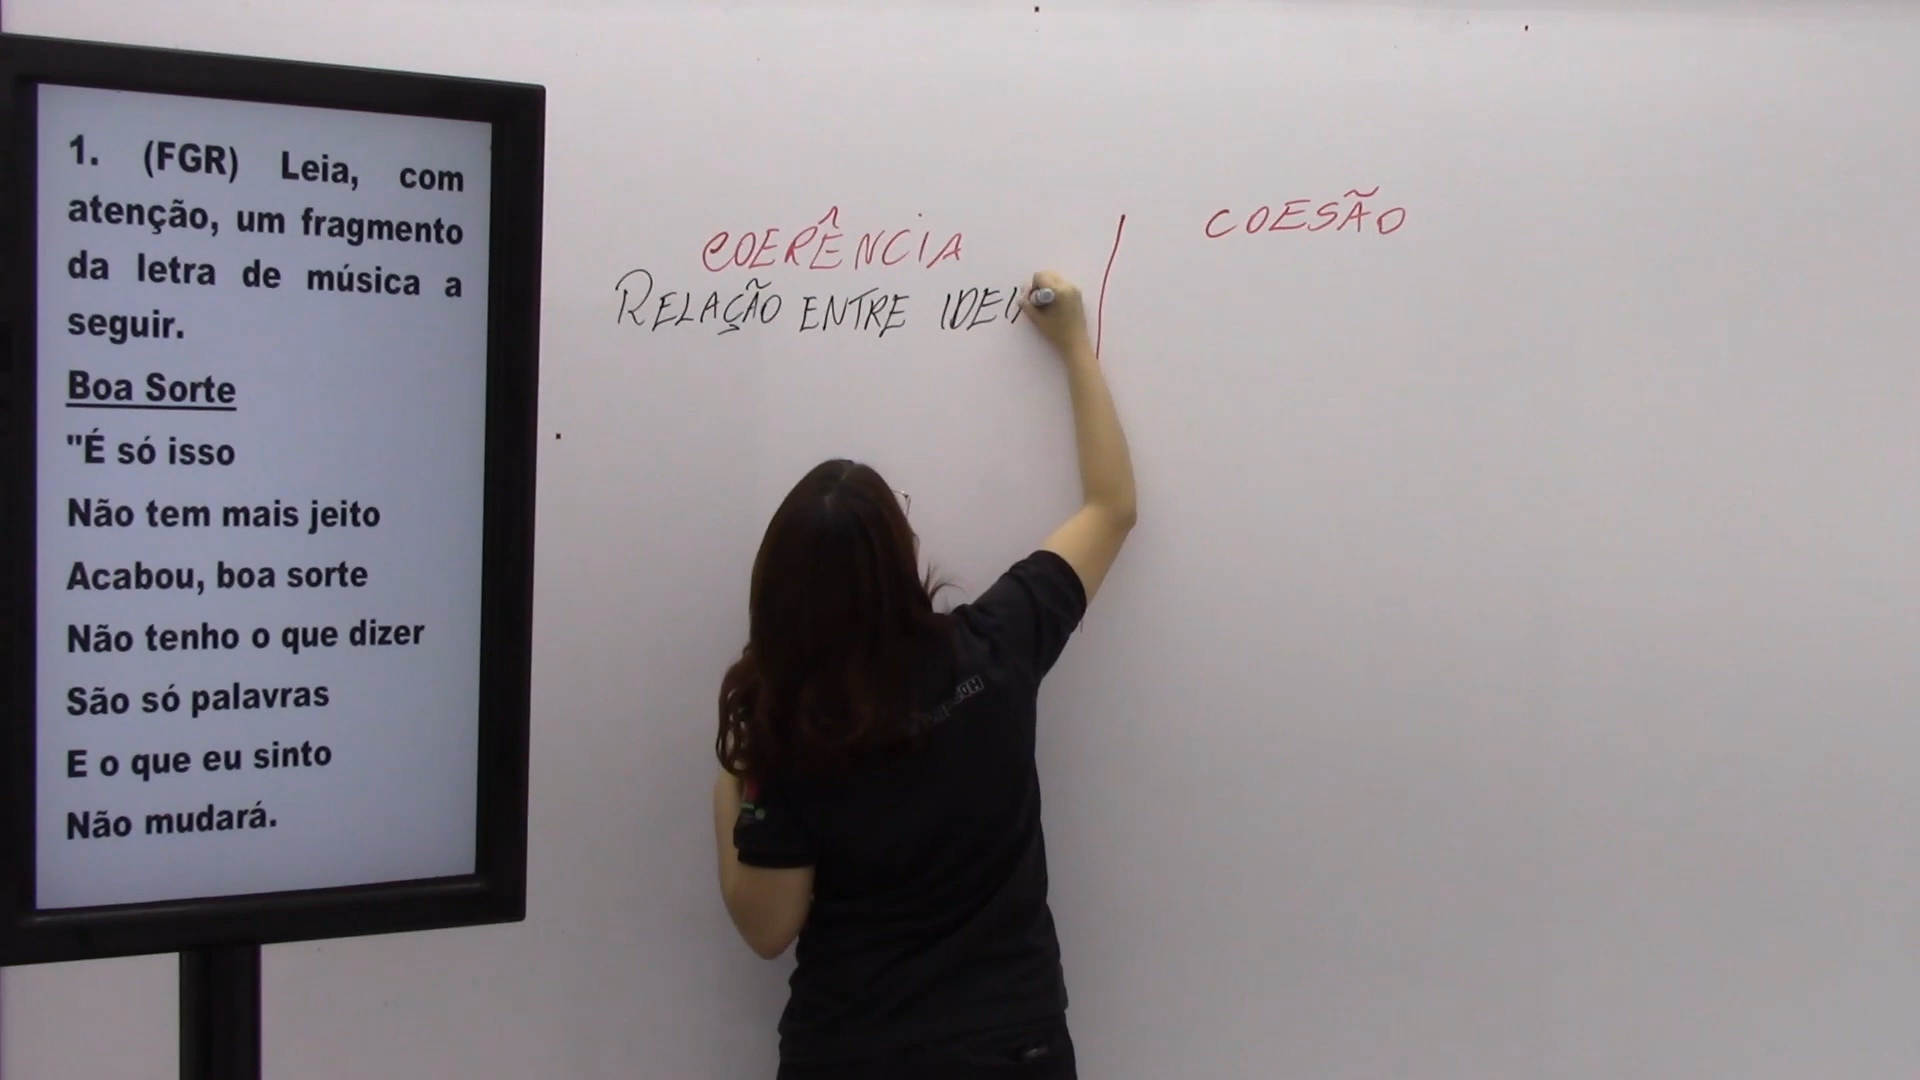 1. (FGR) Leia, com
atenção, um fragmento
da letra de música a
seguir.
Boa Sorte
"É só isso
Não tem mais jeito
Acabou, boa sorte
Não tenho o que dizer
São só palavras
E o que eu sinto
Não mudará.
COERÊNCIA
RELAÇÃO ENTRE IDEIA
COESÃO